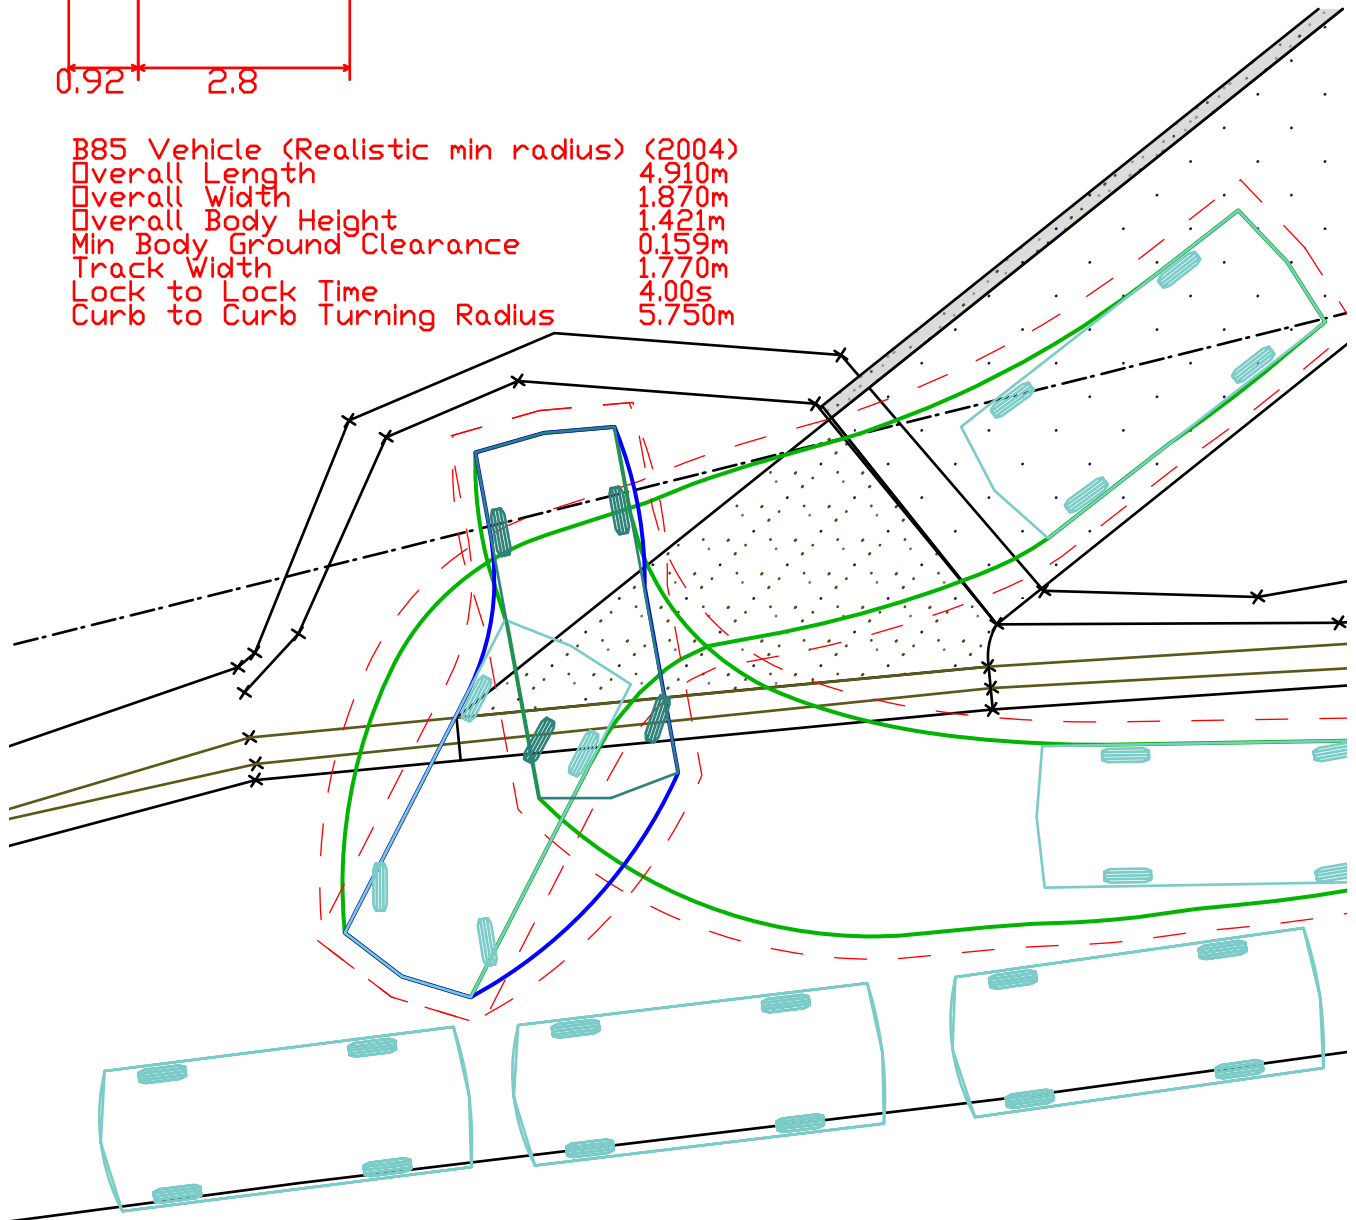 0.92 2.8
B85 Vehicle (Realistic min radius) (2004)
Overall Length 4.910m
Overall Width 1.870m
Overall Body Height 1.421m
Min Body Ground Clearance 0.159m
Track Width 1.770m
Lock to Lock Time 4.00s
Curb to Curb Turning Radius 5.750m